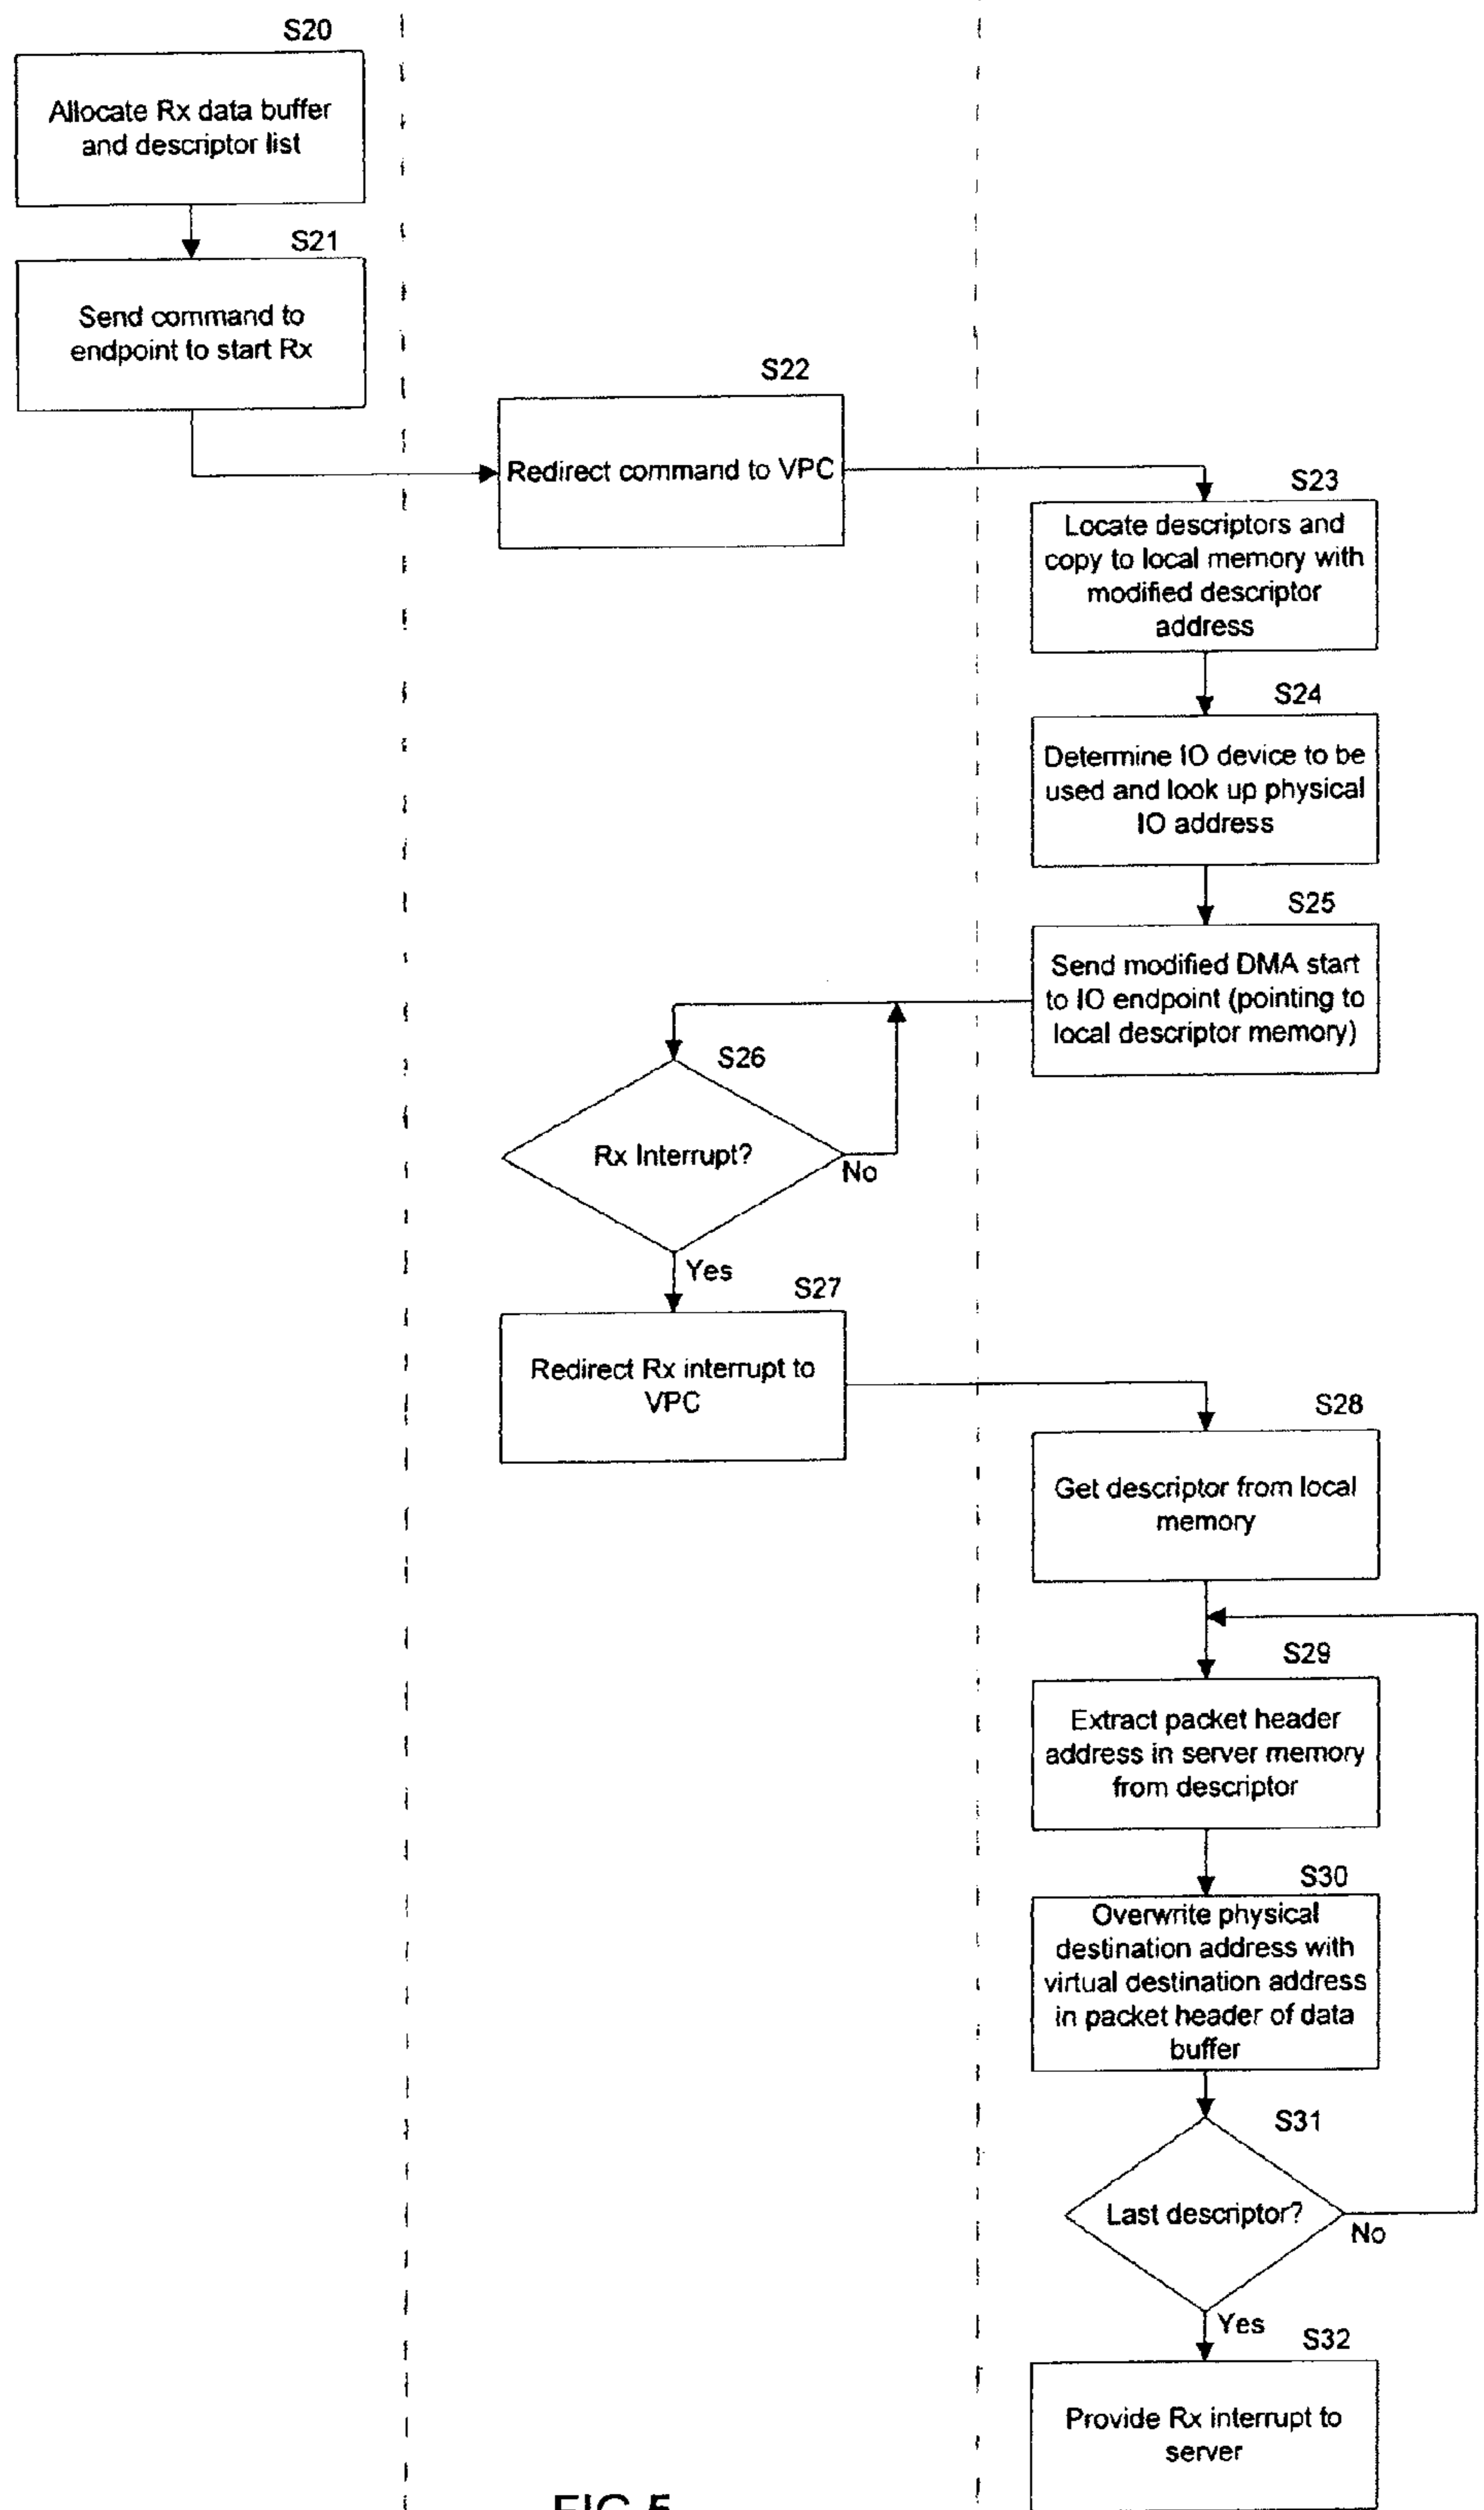 S20
Allocate Rx data buffer
and descriptor list
S21
Send command to
endpoint to start Rx
S22
Redirect command to VPC
S23
Locate descriptors and
copy to local memory with
modified descriptor
address
S24
Determine IO device to be
used and look up physical
IO address
S25
Send modified DMA start
to IO endpoint (pointing to
local descriptor memory)
S26
Rx Interrupt?
No
Yes
S27
Redirect Rx interrupt to
VPC
S28
Get descriptor from local
memory
S29
Extract packet header
address in server memory
from descriptor
S30
Overwrite physical
destination address with
virtual destination address
in packet header of data
buffer
S31
Last descriptor?
No
Yes
S32
Provide Rx interrupt to
server
FIG 5